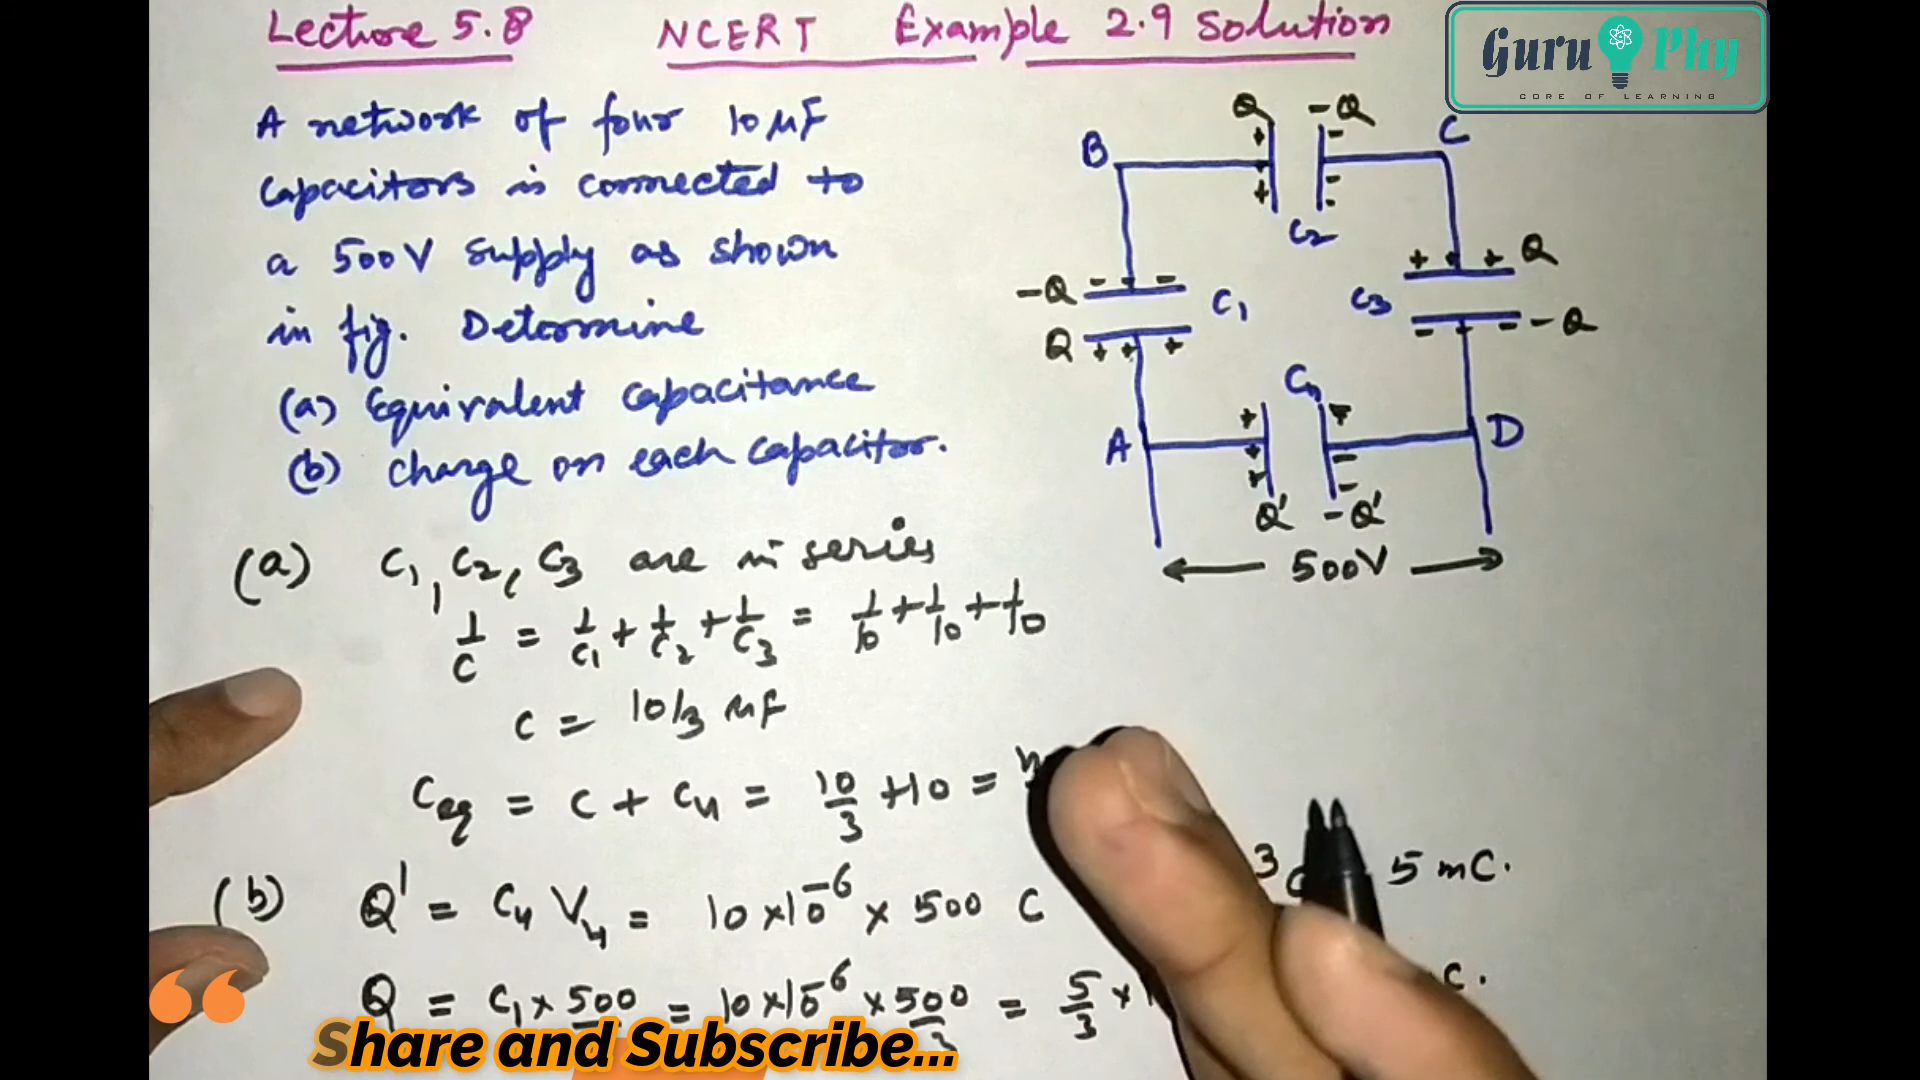 Lecture 5.8 NCERT Example 2.9 Solution
Guru Phy
CORE OF LEARNING
A network of four 10 μF
capacitors is connected to
a 500V supply as shown
in fig. Determine
(a) Equivalent capacitance
(b) charge on each capacitor.
Q -Q
B C
C2
-Q C1 C3 Q
Q -Q
C4
A D
Q' -Q'
500V
(a) C1, C2, C3 are in series
1/C = 1/C1 + 1/C2 + 1/C3 = 1/10 + 1/10 + 1/10
C = 10/3 μF
Ceq = C + C4 = 10/3 + 10 =
(b) Q' = C4 V4 = 10 × 10^-6 × 500 C 5 mC.
Q = C1 × 500 = 10 × 10^-6 × 500/3 = 5/3 × C.
Share and Subscribe...